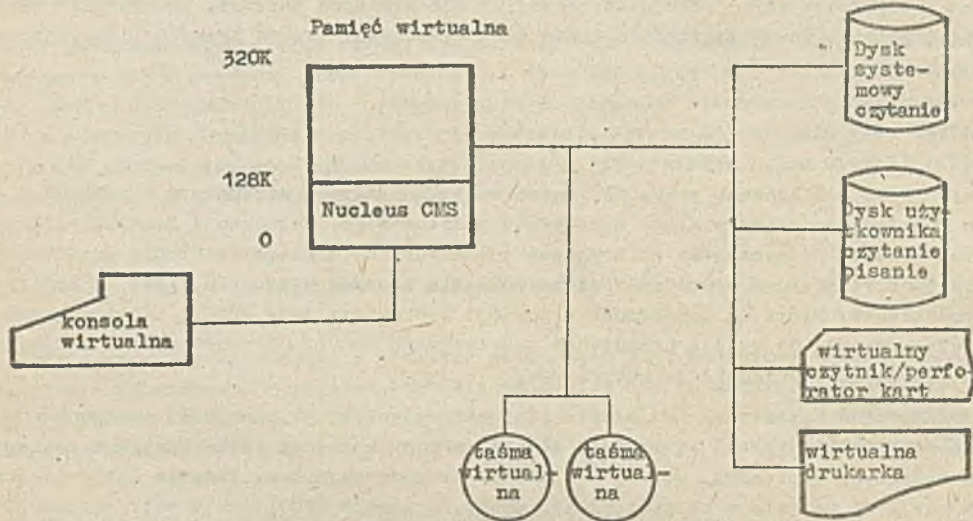 Pamięć wirtualna
320K
128K
Nucleus CMS
0
konsola
wirtualna
taśma
wirtual-
na
taśma
wirtual-
na
Dysk
syste-
mowy
czytanie
Dysk uży-
skownika
czytanie
pisanie
wirtualny
czytnik/perfo
rator kart
wirtualna
drukarka